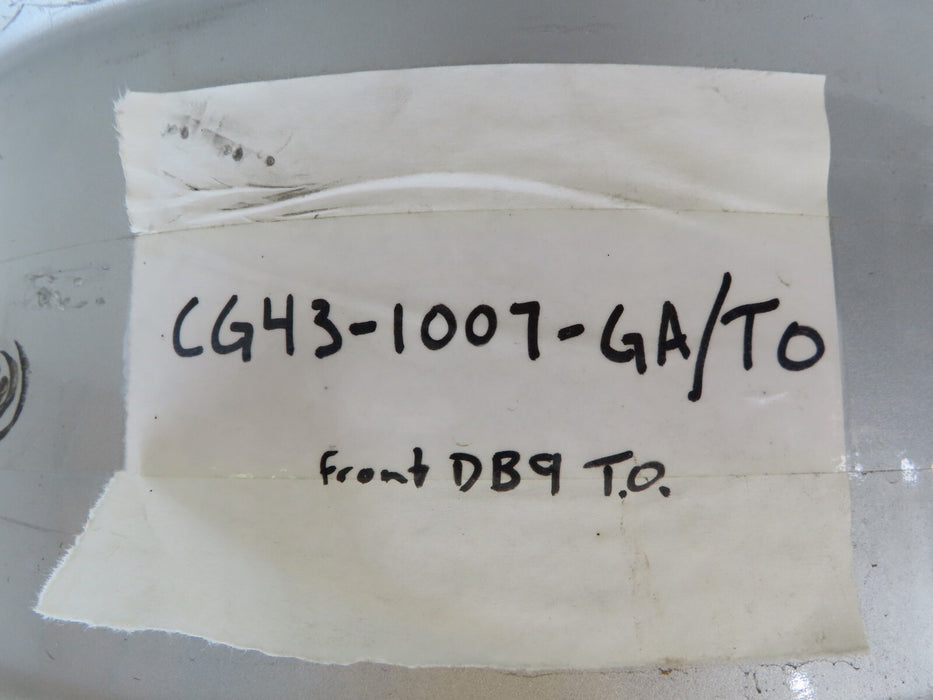 CG43-1007-GA/TO
Front DB9 T.O.